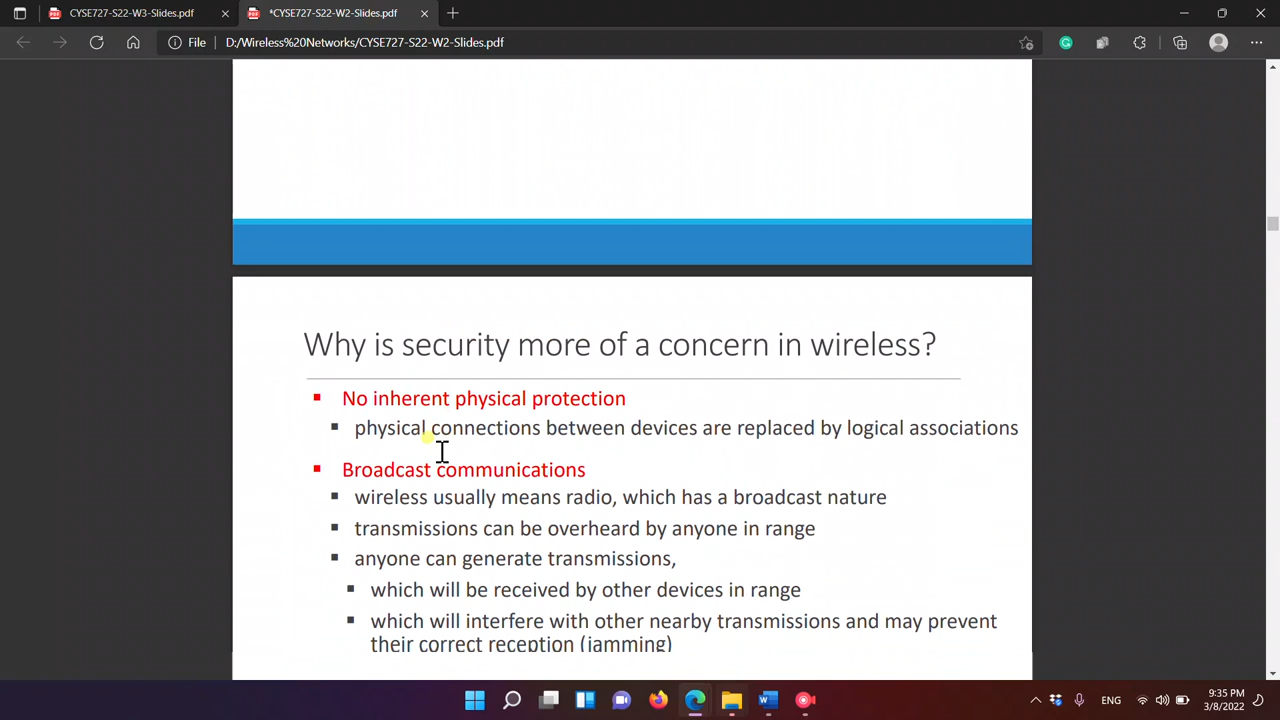 CYSE727-S22-W3-Slides.pdf
*CYSE727-S22-W2-Slides.pdf
File
D:/Wireless%20Networks/CYSE727-S22-W2-Slides.pdf
Why is security more of a concern in wireless?
No inherent physical protection
physical connections between devices are replaced by logical associations
Broadcast communications
wireless usually means radio, which has a broadcast nature
transmissions can be overheard by anyone in range
anyone can generate transmissions,
which will be received by other devices in range
which will interfere with other nearby transmissions and may prevent
their correct reception (jamming)
ENG
9:35 PM
3/8/2022